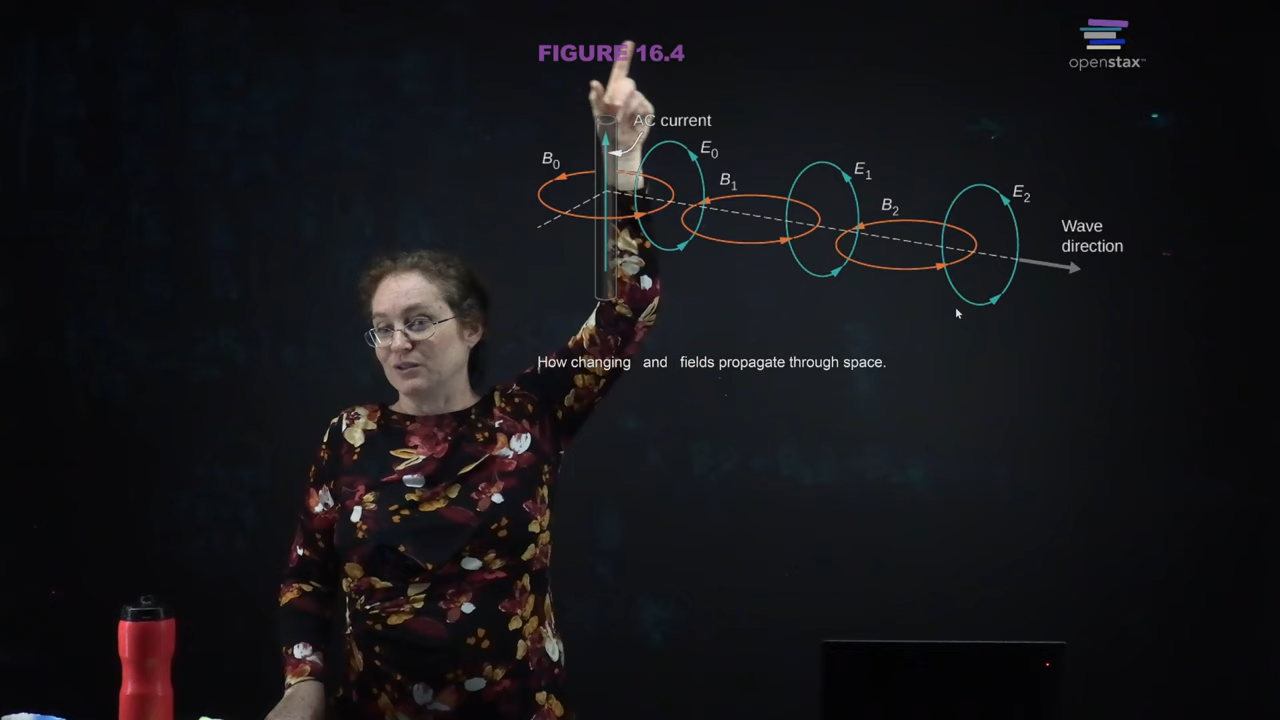 FIGURE 16.4
openstax
AC current
B0
E0
B1
E1
B2
E2
Wave
direction
How changing and fields propagate through space.